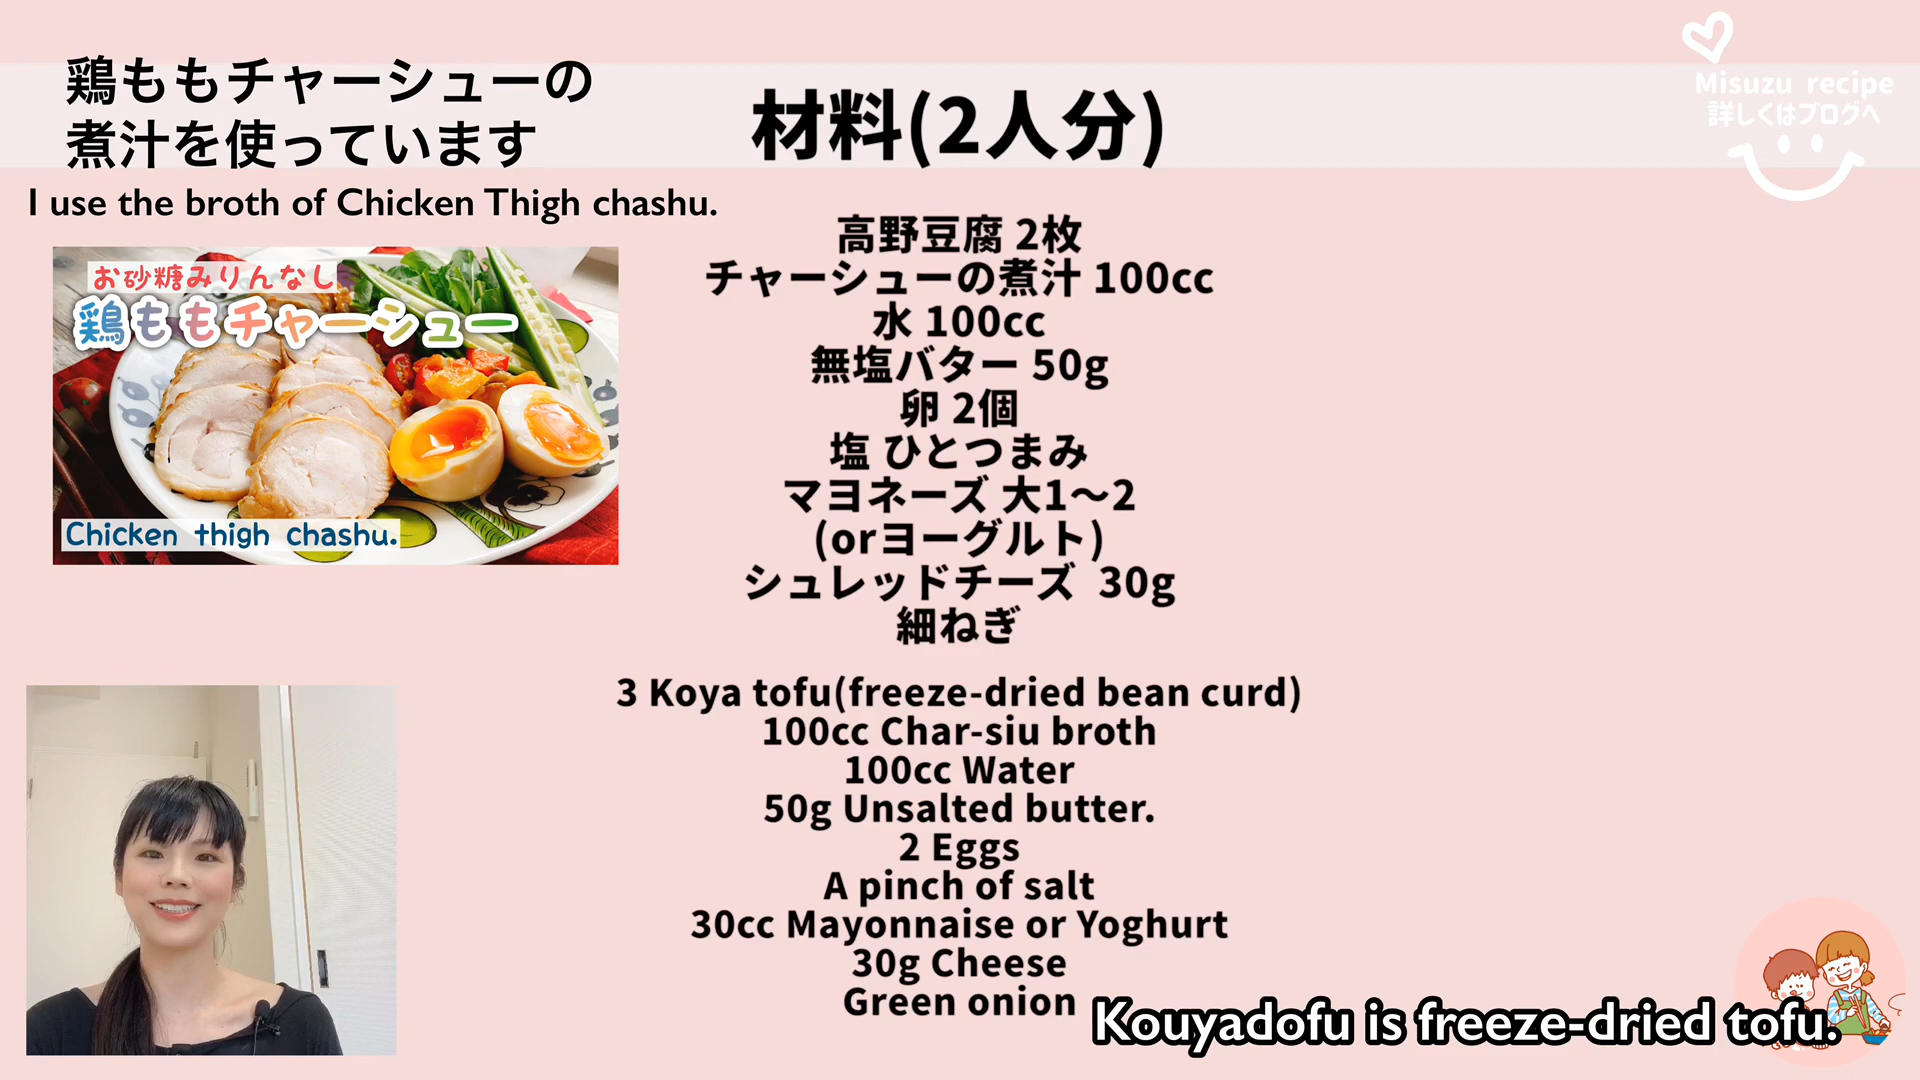 鶏ももチャーシューの
煮汁を使っています
I use the broth of Chicken Thigh chashu.
お砂糖みりんなし
鶏ももチャーシュー
Chicken thigh chashu.
材料(2人分)
高野豆腐 2枚
チャーシューの煮汁 100cc
水 100cc
無塩バター 50g
卵 2個
塩 ひとつまみ
マヨネーズ 大1〜2
(orヨーグルト)
シュレッドチーズ 30g
細ねぎ
3 Koya tofu(freeze-dried bean curd)
100cc Char-siu broth
100cc Water
50g Unsalted butter.
2 Eggs
A pinch of salt
30cc Mayonnaise or Yoghurt
30g Cheese
Green onion
Misuzu recipe
詳しくはブログへ
Kouyadofu is freeze-dried tofu.